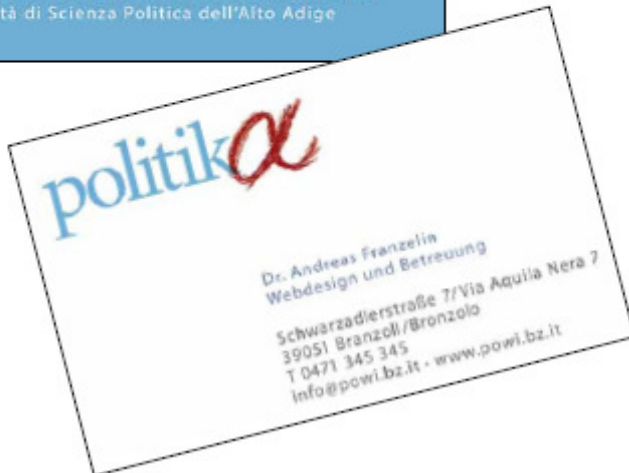 tà di Scienza Politica dell'Alto Adige
politikα
Dr. Andreas Franzelin
Webdesign und Betreuung
Schwarzadlerstraße 7/Via Aquila Nera 7
39051 Branzoll/Bronzolo
T 0471 345 345
info@powi.bz.it - www.powi.bz.it